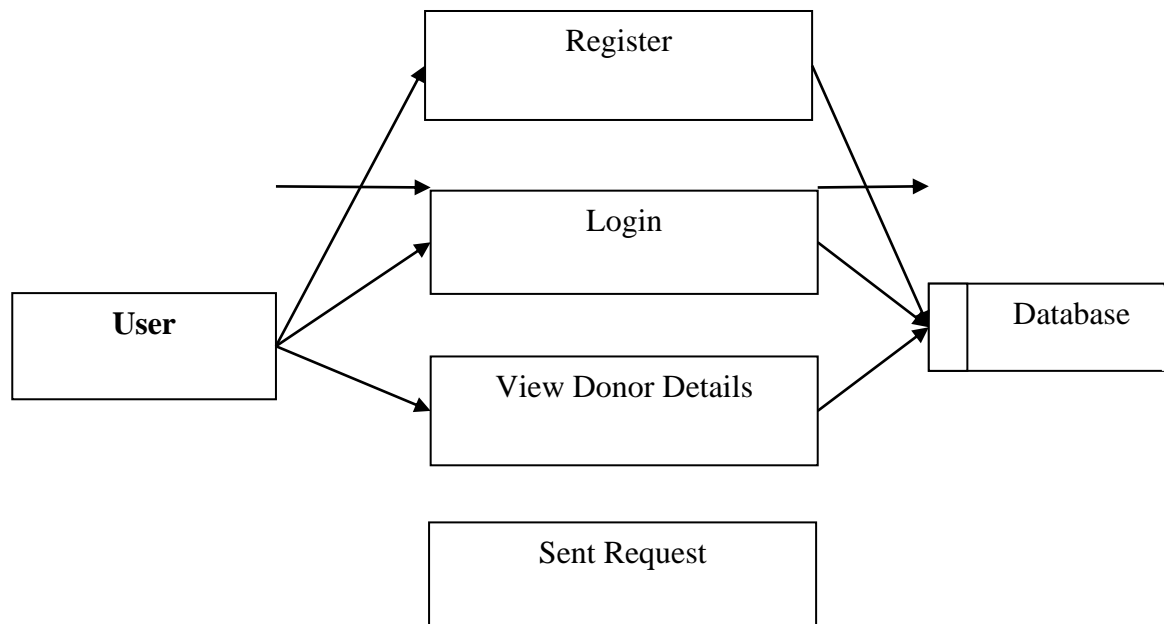 Register
Login
User
Database
View Donor Details
Sent Request